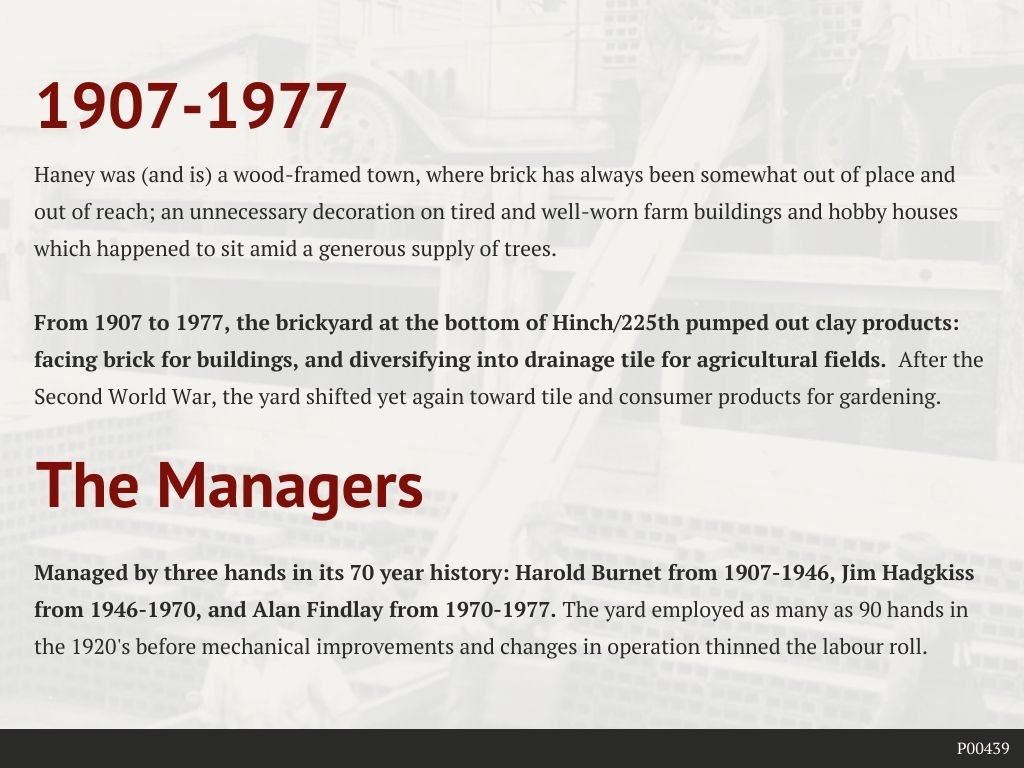 1907-1977
Haney was (and is) a wood-framed town, where brick has always been somewhat out of place and
out of reach; an unnecessary decoration on tired and well-worn farm buildings and hobby houses
which happened to sit amid a generous supply of trees.
From 1907 to 1977, the brickyard at the bottom of Hinch/225th pumped out clay products:
facing brick for buildings, and diversifying into drainage tile for agricultural fields.  After the
Second World War, the yard shifted yet again toward tile and consumer products for gardening.
The Managers
Managed by three hands in its 70 year history: Harold Burnet from 1907-1946, Jim Hadgkiss
from 1946-1970, and Alan Findlay from 1970-1977. The yard employed as many as 90 hands in
the 1920's before mechanical improvements and changes in operation thinned the labour roll.
P00439